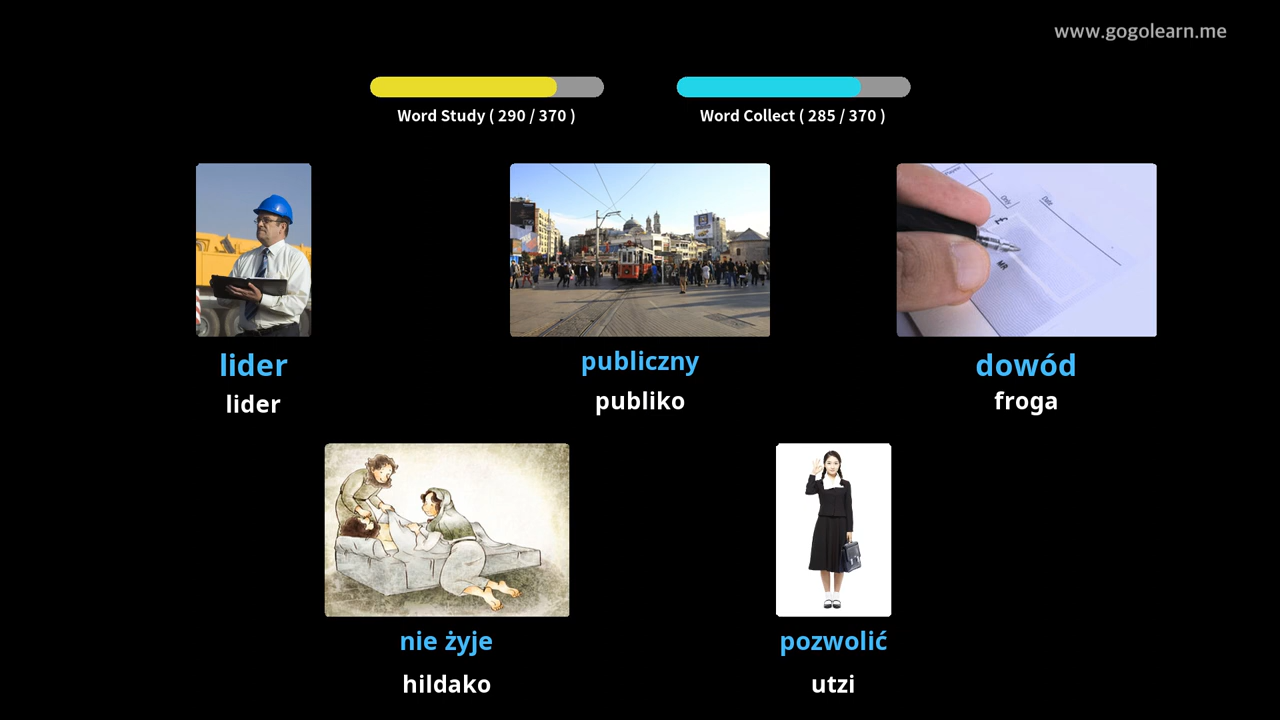 www.gogolearn.me
Word Study ( 290 / 370 )
Word Collect ( 285 / 370 )
lider
lider
publiczny
publiko
dowód
froga
nie żyje
hildako
pozwolić
utzi